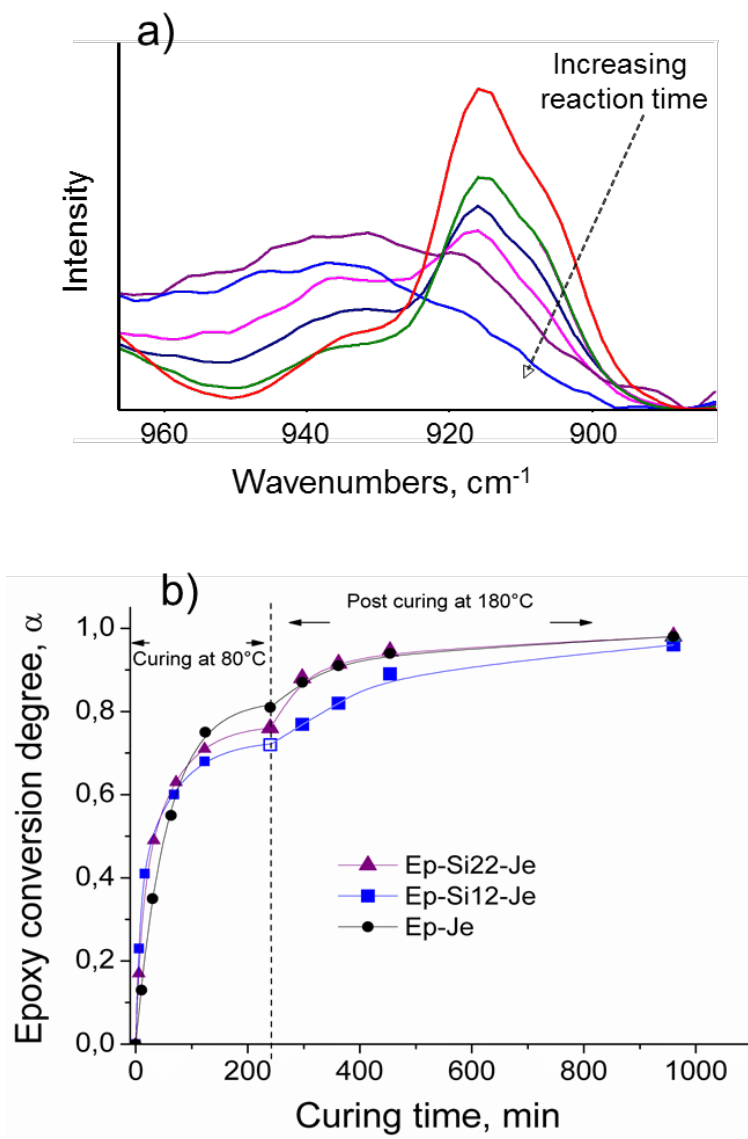 a)
Increasing
reaction time
Intensity
960 940 920 900
Wavenumbers, cm-1
b)
Post curing at 180°C
Curing at 80°C
Epoxy conversion degree, α
1,0
0,8
0,6
0,4
0,2
0,0
Ep-Si22-Je
Ep-Si12-Je
Ep-Je
0 200 400 600 800 1000
Curing time, min